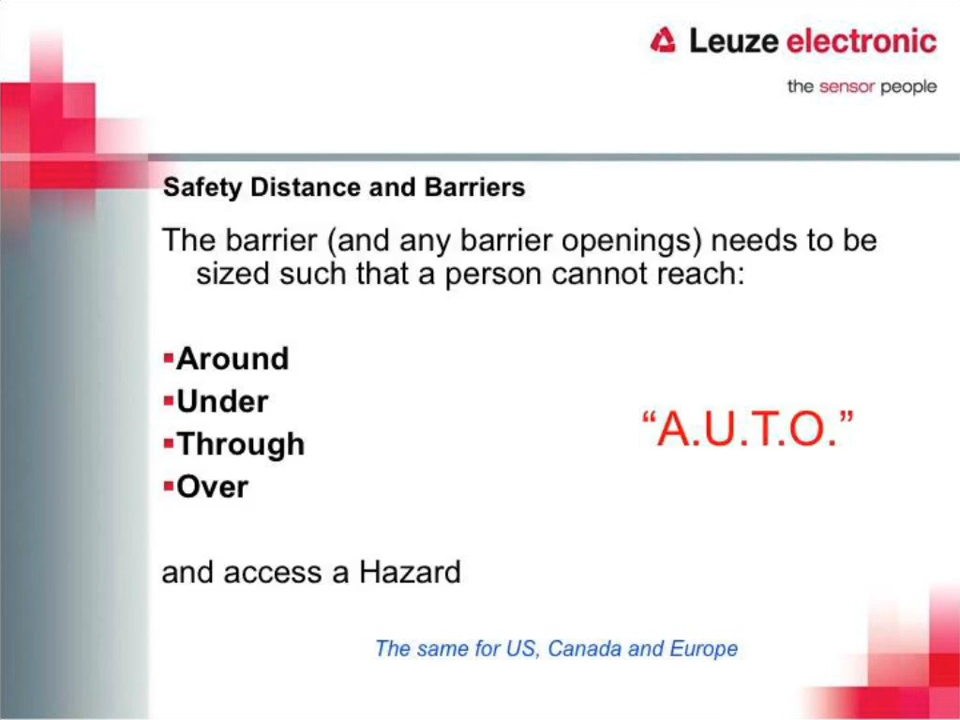 Leuze electronic
the sensor people
Safety Distance and Barriers
The barrier (and any barrier openings) needs to be
sized such that a person cannot reach:
▪Around
▪Under
▪Through
▪Over
“A.U.T.O.”
and access a Hazard
The same for US, Canada and Europe